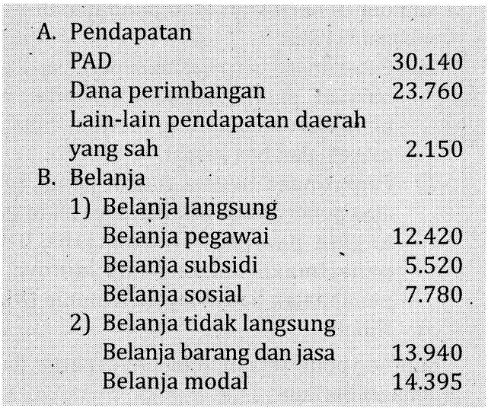 A. Pendapatan
PAD 30.140
Dana perimbangan 23.760
Lain-lain pendapatan daerah
yang sah 2.150
B. Belanja
1) Belanja langsung
Belanja pegawai 12.420
Belanja subsidi 5.520
Belanja sosial 7.780
2) Belanja tidak langsung
Belanja barang dan jasa 13.940
Belanja modal 14.395